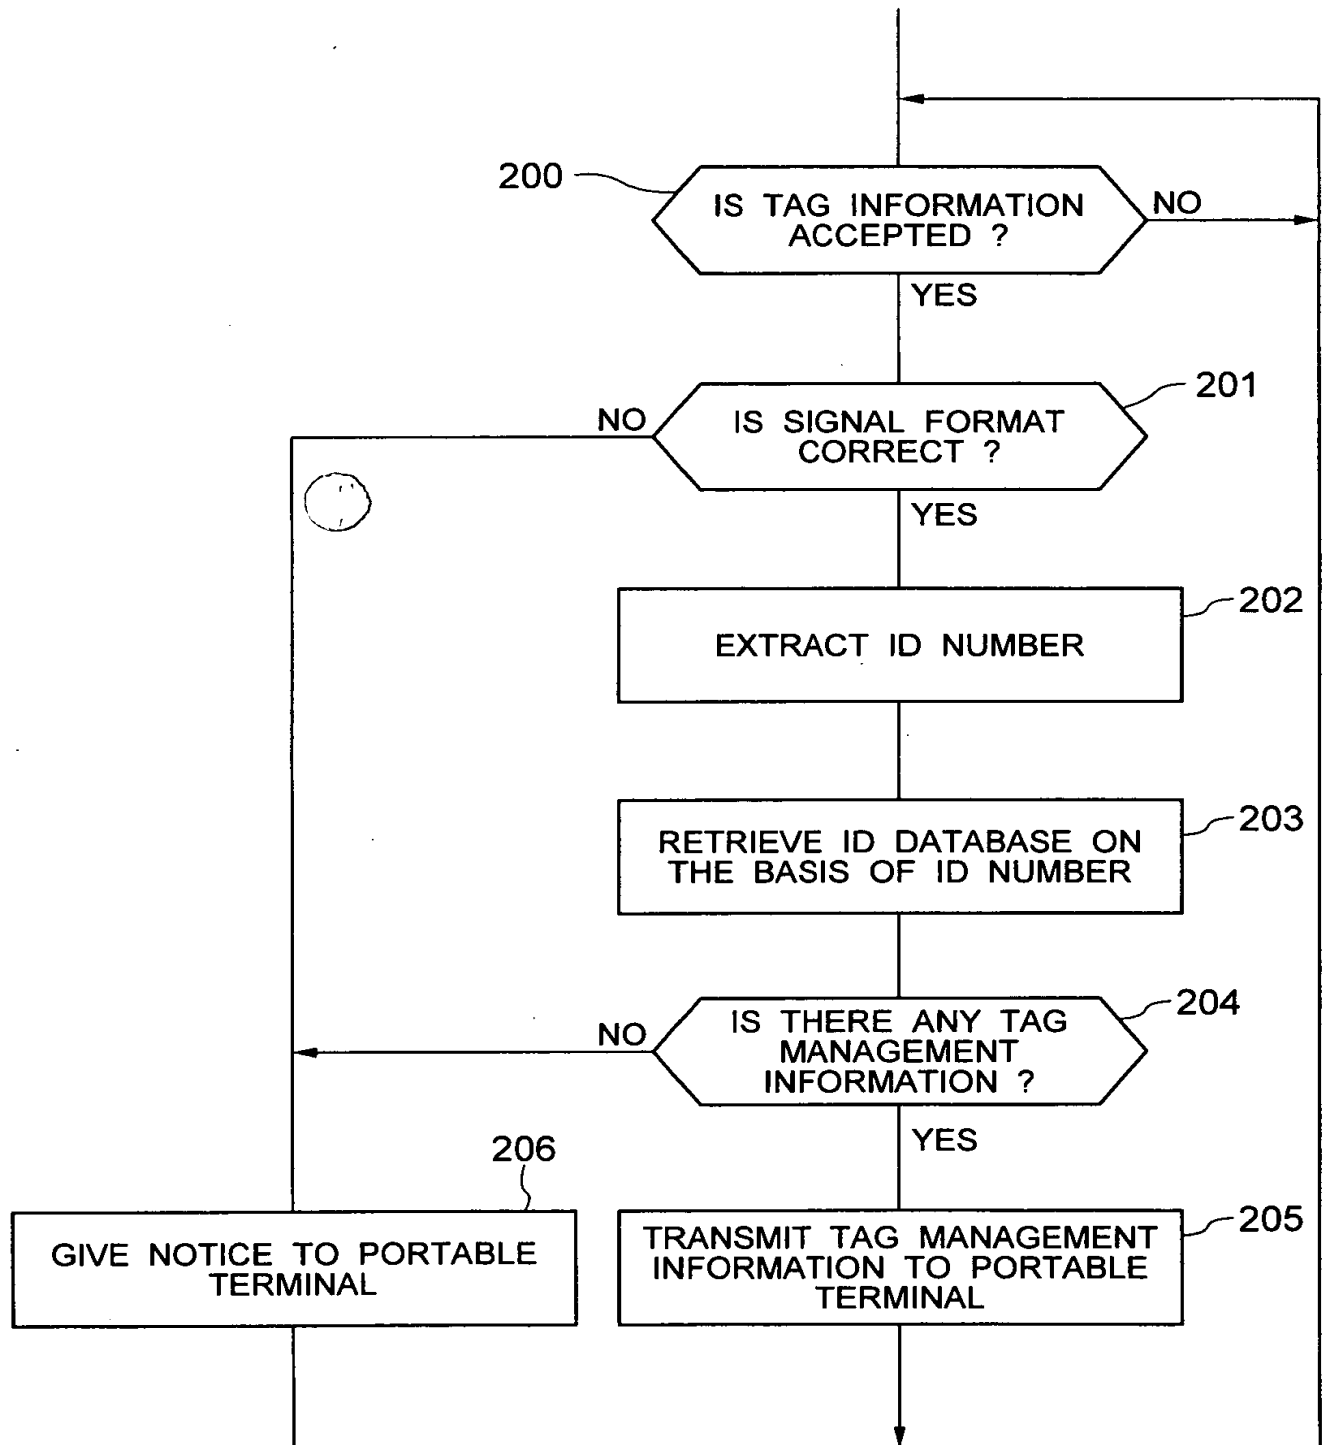 200
IS TAG INFORMATION
ACCEPTED ?
NO
YES
201
NO
IS SIGNAL FORMAT
CORRECT ?
YES
202
EXTRACT ID NUMBER
203
RETRIEVE ID DATABASE ON
THE BASIS OF ID NUMBER
204
NO
IS THERE ANY TAG
MANAGEMENT
INFORMATION ?
YES
206
GIVE NOTICE TO PORTABLE
TERMINAL
205
TRANSMIT TAG MANAGEMENT
INFORMATION TO PORTABLE
TERMINAL